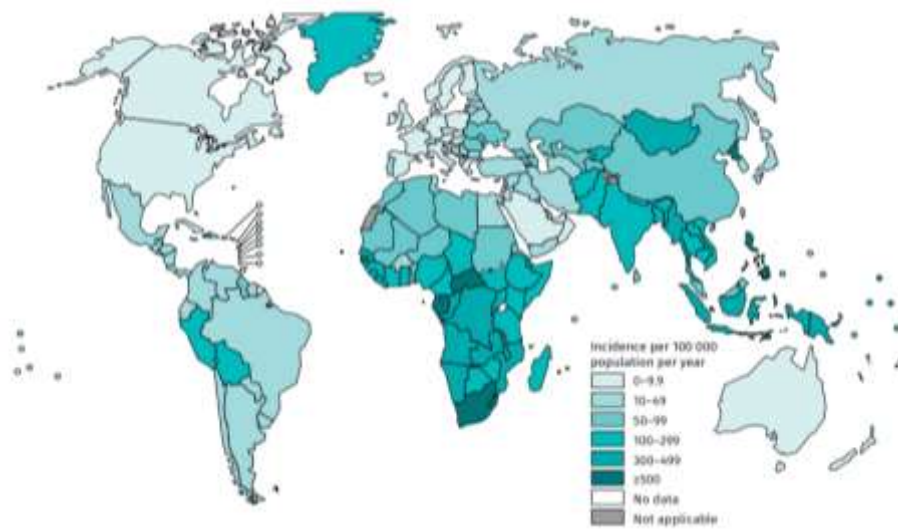 Incidence per 100 000
population per year
0–9.9
10–49
50–99
100–299
300–499
≥500
No data
Not applicable